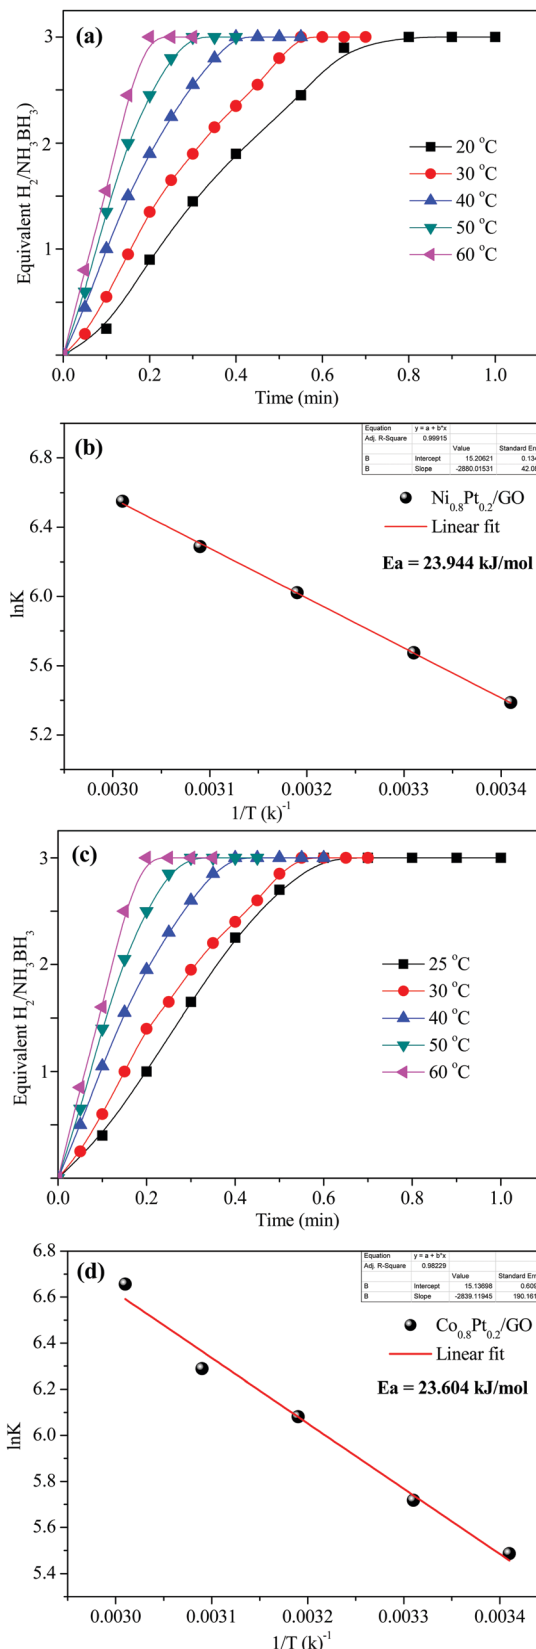 (a)
Equivalent H2/NH3BH3)
3
2
1
20 °C
30 °C
40 °C
50 °C
60 °C
0.0 0.2 0.4 0.6 0.8 1.0
Time (min)
(b)
Equation y = a + b*x
Adj. R-Square 0.99915
Value Standard Err
B Intercept 15.20621 0.134
B Slope -2880.01531 42.08
6.8
6.4
6.0
5.6
5.2
lnK
Ni0.8Pt0.2/GO
Linear fit
Ea = 23.944 kJ/mol
0.0030 0.0031 0.0032 0.0033 0.0034
1/T (k)-1
(c)
Equivalent H2/NH3BH3)
3
2
1
25 °C
30 °C
40 °C
50 °C
60 °C
0.0 0.2 0.4 0.6 0.8 1.0
Time (min)
(d)
Equation y = a + b*x
Adj. R-Square 0.98229
Value Standard Err
B Intercept 15.13698 0.609
B Slope -2839.11945 190.161
6.8
6.6
6.4
6.2
6.0
5.8
5.6
5.4
lnK
Co0.8Pt0.2/GO
Linear fit
Ea = 23.604 kJ/mol
0.0030 0.0031 0.0032 0.0033 0.0034
1/T (k)-1